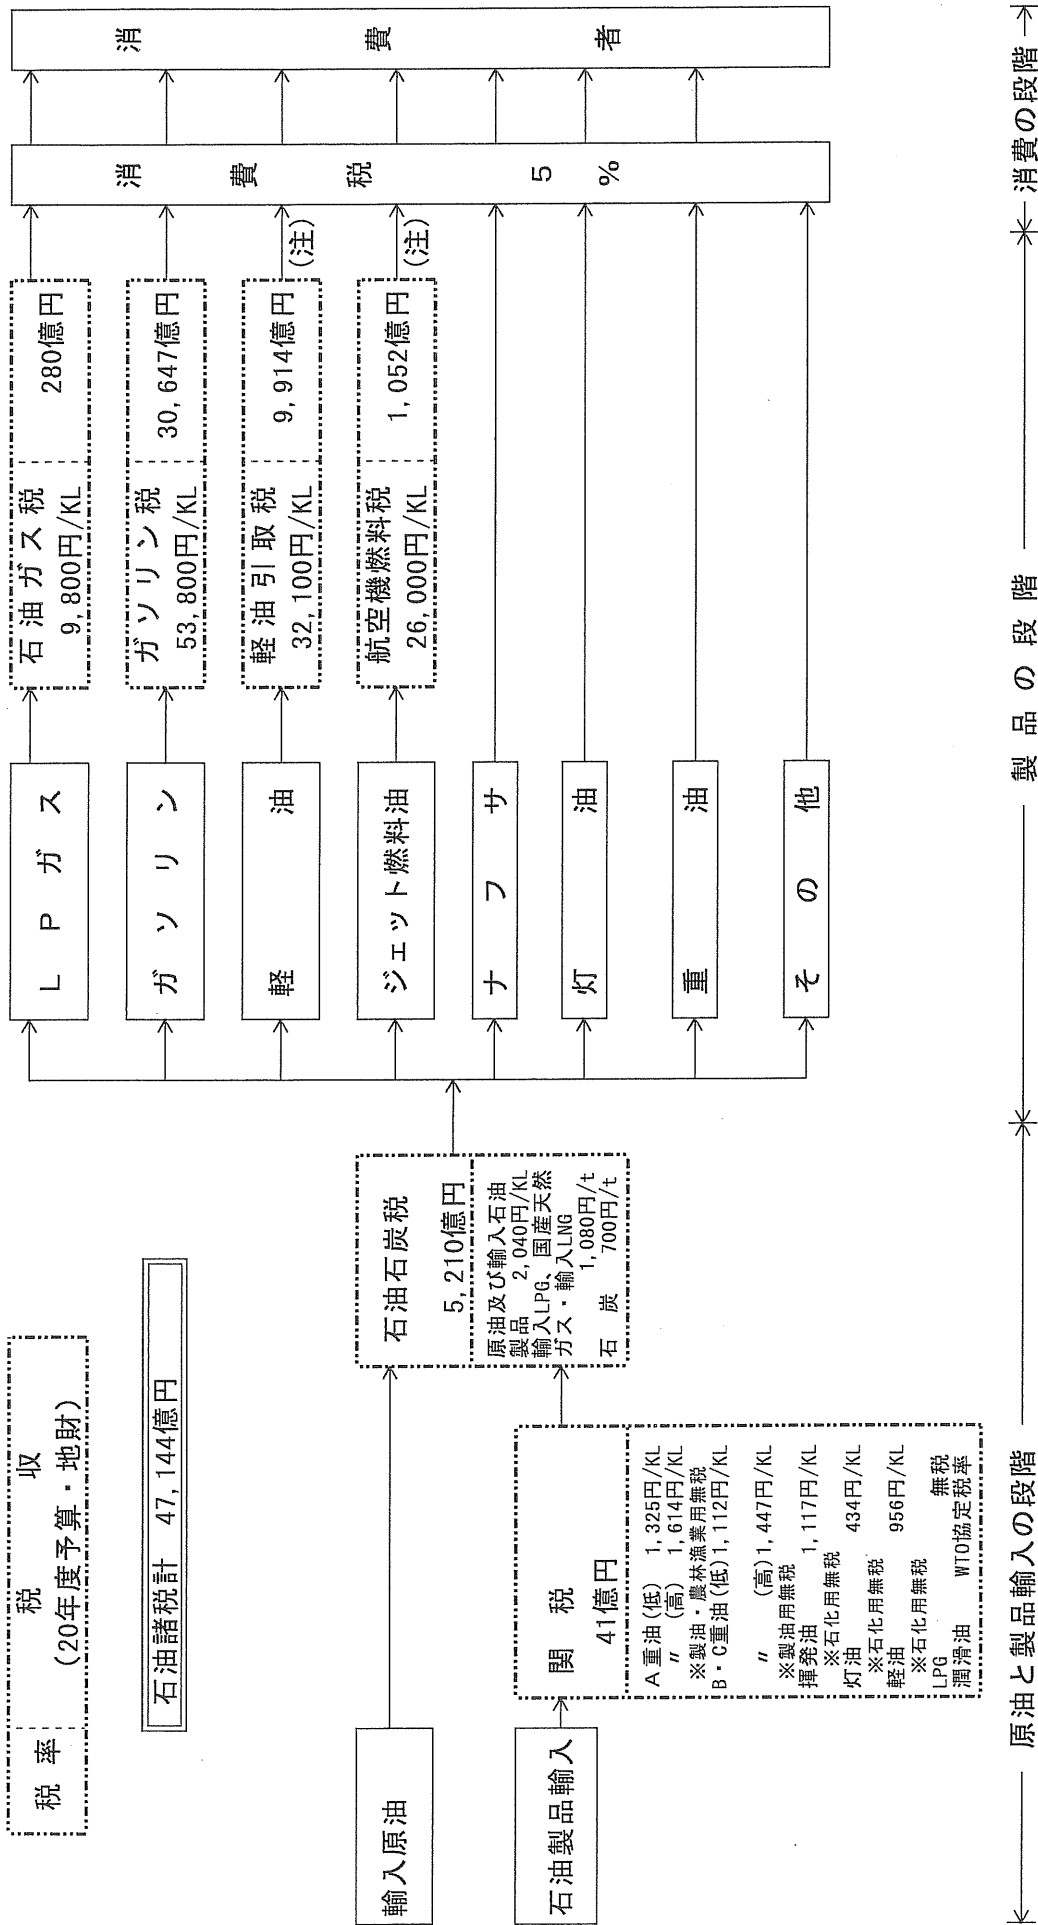 税率 税収
(20年度予算・地財)
石油諸税計 47,144億円
輸入原油
石油製品輸入
関税
41億円
A重油(低) 1,325円/KL
〃 (高) 1,614円/KL
※製油・農林漁業用無税
B・C重油(低)1,112円/KL
〃 (高)1,447円/KL
※製油用無税
揮発油 1,117円/KL
※石化用無税
灯油 434円/KL
※石化用無税
軽油 956円/KL
※石化用無税
LPG 無税
潤滑油 WTO協定税率
石油石炭税
5,210億円
原油及び輸入石油
製品 2,040円/KL
輸入LPG、国産天然
ガス・輸入LNG
1,080円/t
石炭 700円/t
LPガス
ガソリン
軽油
ジェット燃料油
ナフサ
灯油
重油
その他
石油ガス税
9,800円/KL
280億円
ガソリン税
53,800円/KL
30,647億円
軽油引取税
32,100円/KL
9,914億円
(注)
航空機燃料税
26,000円/KL
1,052億円
(注)
消費税5%
消費者
原油と製品輸入の段階
製品の段階
消費の段階